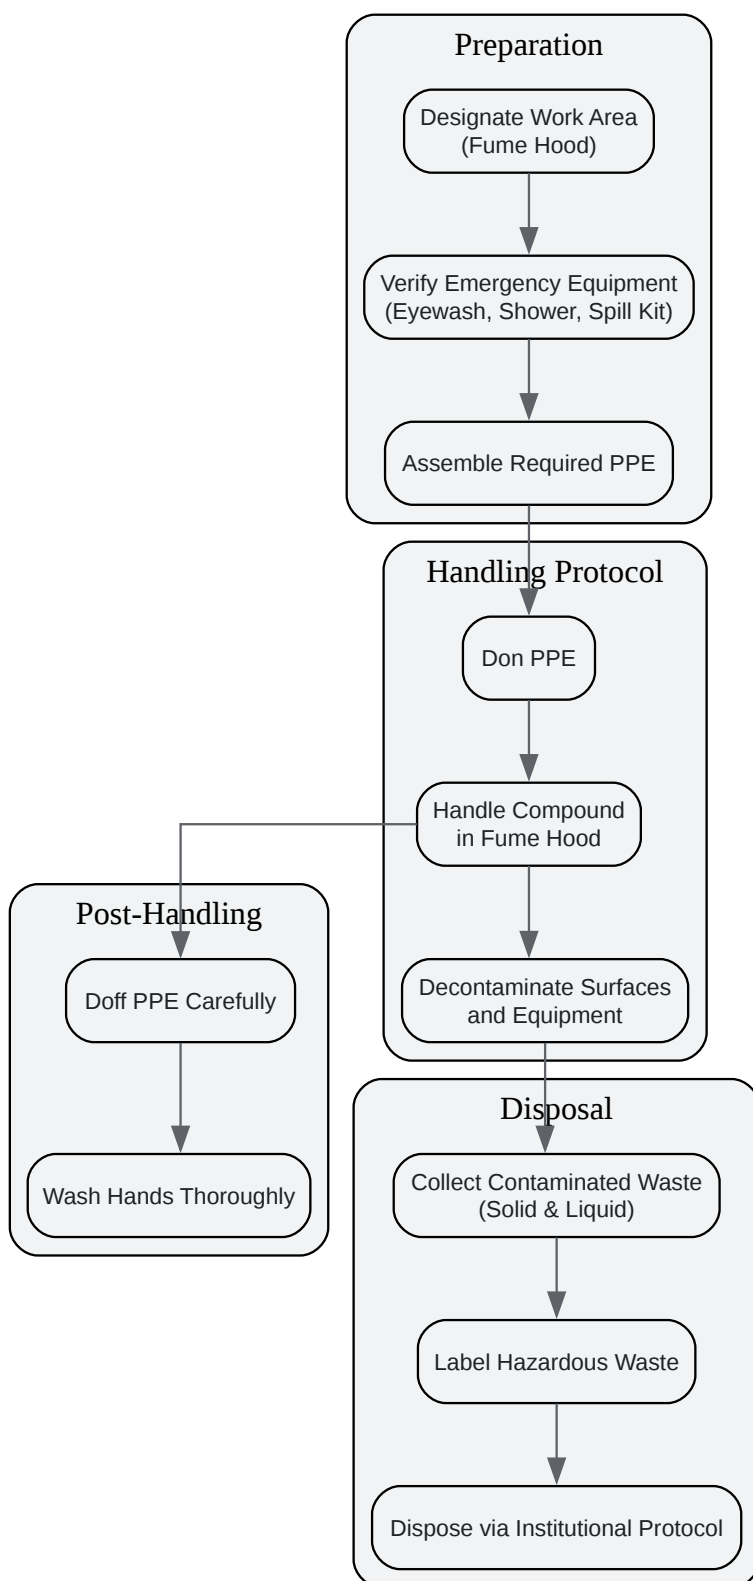 Preparation
Designate Work Area
(Fume Hood)
Verify Emergency Equipment
(Eyewash, Shower, Spill Kit)
Assemble Required PPE
Handling Protocol
Don PPE
Handle Compound
in Fume Hood
Decontaminate Surfaces
and Equipment
Post-Handling
Doff PPE Carefully
Wash Hands Thoroughly
Disposal
Collect Contaminated Waste
(Solid & Liquid)
Label Hazardous Waste
Dispose via Institutional Protocol